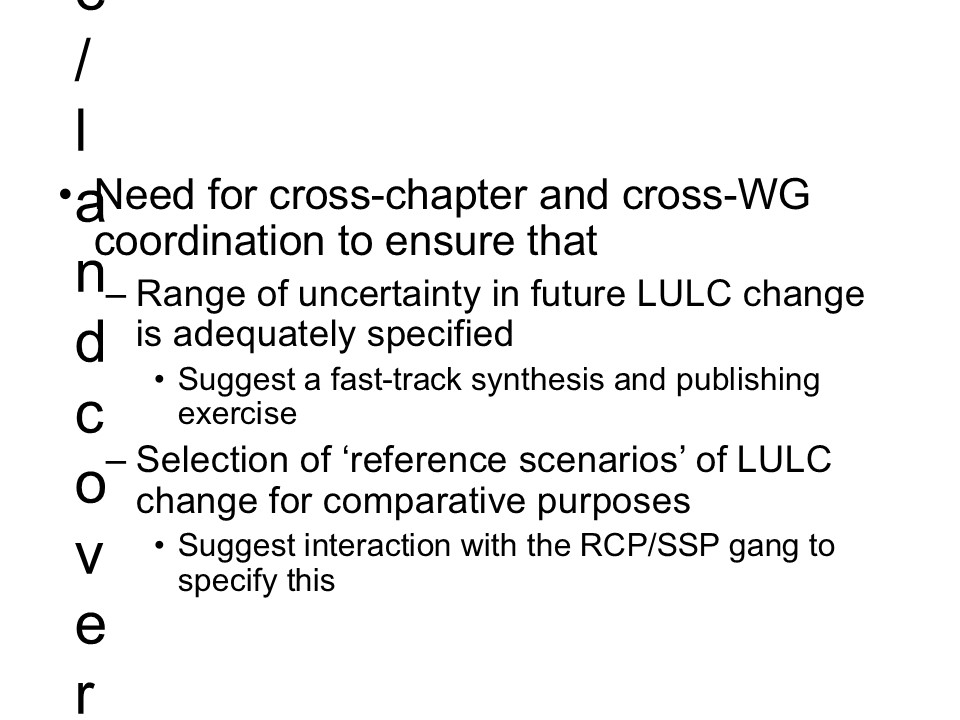 e
/
l
a
n
d
c
o
v
e
r
• Need for cross-chapter and cross-WG
coordination to ensure that
– Range of uncertainty in future LULC change
is adequately specified
• Suggest a fast-track synthesis and publishing
exercise
– Selection of ‘reference scenarios’ of LULC
change for comparative purposes
• Suggest interaction with the RCP/SSP gang to
specify this